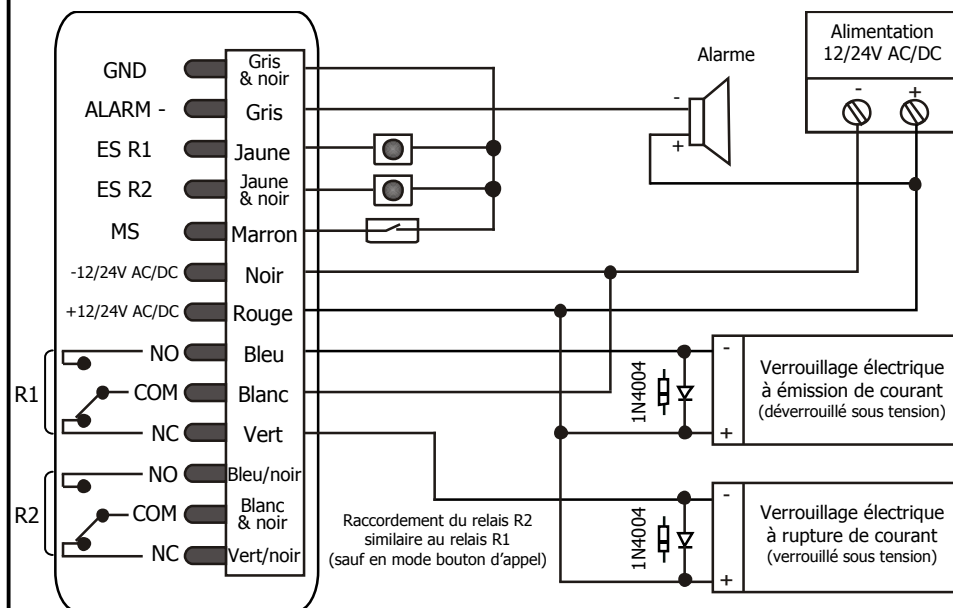 GND
Gris
& noir
ALARM -
Gris
ES R1
Jaune
ES R2
Jaune
& noir
MS
Marron
-12/24V AC/DC
Noir
+12/24V AC/DC
Rouge
R1
NO
Bleu
COM
Blanc
NC
Vert
R2
NO
Bleu/noir
COM
Blanc
& noir
NC
Vert/noir
Alarme
-
+
Alimentation
12/24V AC/DC
-
+
1N4004
-
+
Verrouillage électrique
à émission de courant
(déverrouillé sous tension)
Raccordement du relais R2
similaire au relais R1
(sauf en mode bouton d'appel)
1N4004
-
+
Verrouillage électrique
à rupture de courant
(verrouillé sous tension)